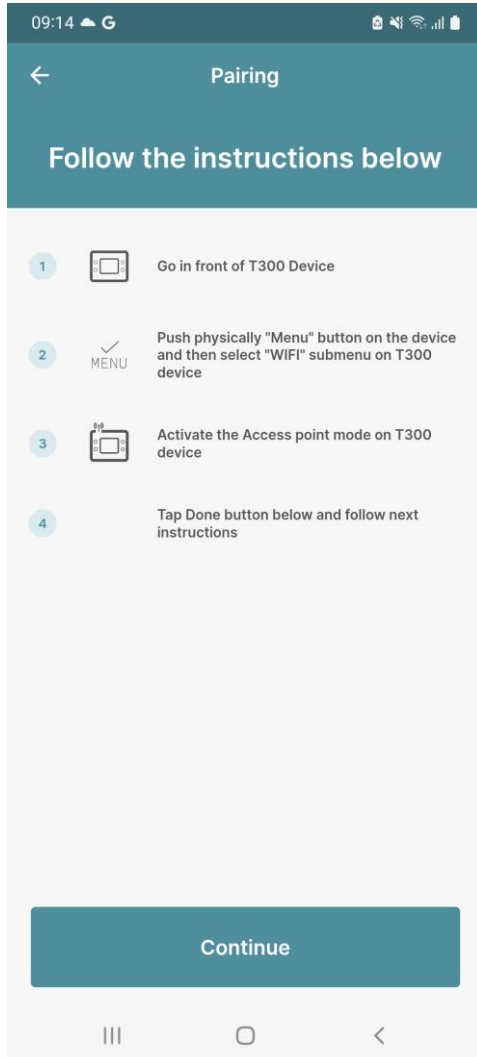 09:14 G
Pairing
Follow the instructions below
1
Go in front of T300 Device
2
MENU
Push physically "Menu" button on the device
and then select "WIFI" submenu on T300
device
3
Activate the Access point mode on T300
device
4
Tap Done button below and follow next
instructions
Continue